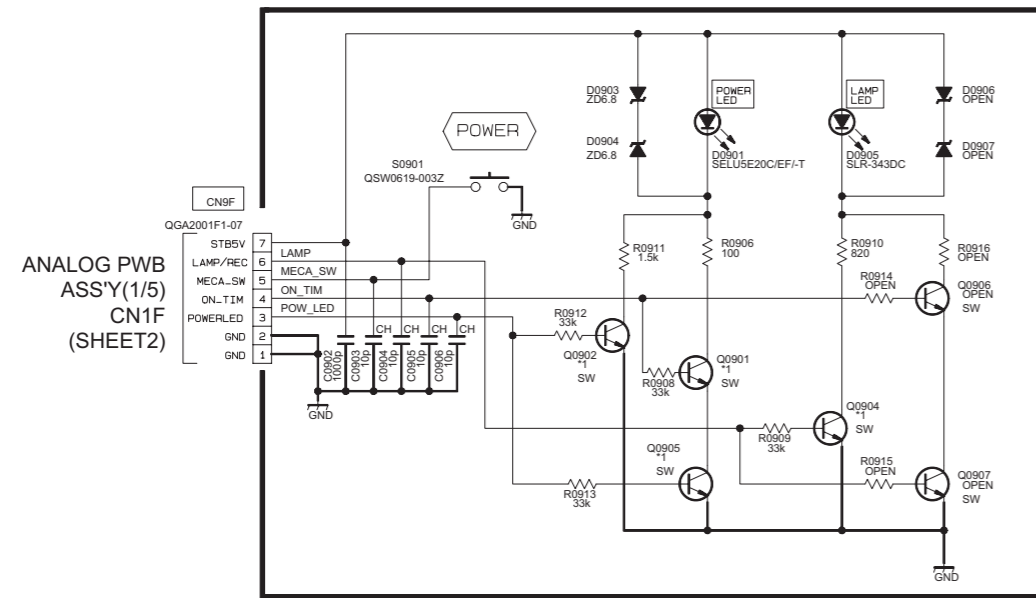 D0903
ZD6.8
D0904
ZD6.8
POWER
LED
D0901
SELU5E20C/EF/-T
LAMP
LED
D0905
SLR-343DC
D0906
OPEN
D0907
OPEN
POWER
S0901
QSW0619-003Z
GND
CN9F
QGA2001F1-07
ANALOG PWB
ASS'Y(1/5)
CN1F
(SHEET2)
STB5V 7
LAMP/REC 6 LAMP
MECA_SW 5 MECA_SW
ON_TIM 4 ON_TIM
POWERLED 3 POW_LED
GND 2
GND 1
C0902
1000p
C0903
10p
CH
C0904
10p
CH
C0905
10p
CH
C0906
10p
CH
GND
R0911
1.5k
R0906
100
R0910
820
R0916
OPEN
R0914
OPEN
Q0906
OPEN
SW
R0912
33k
Q0902
*1
SW
R0908
33k
Q0901
*1
SW
R0909
33k
Q0904
*1
SW
Q0905
*1
SW
R0913
33k
R0915
OPEN
Q0907
OPEN
SW
GND